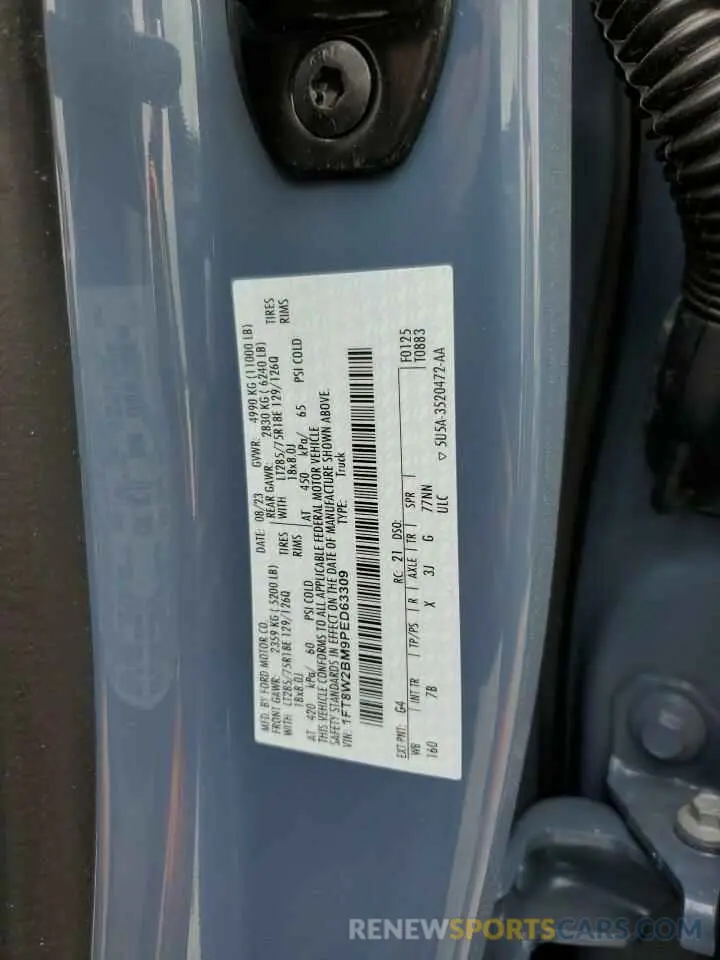 MFD. BY FORD MOTOR CO. DATE: 08/23 GVWR: 4990 KG (11000 LB)
FRONT GAWR: 2359 KG ( 5200 LB) REAR GAWR: 2830 KG ( 6240 LB)
WITH LT285/75R18E 129/126Q TIRES WITH LT285/75R18E 129/126Q TIRES
18x8.0J RIMS 18x8.0J RIMS
AT 420 kPa/ 60 PSI COLD AT 450 kPa/ 65 PSI COLD
THIS VEHICLE CONFORMS TO ALL APPLICABLE FEDERAL MOTOR VEHICLE
SAFETY STANDARDS IN EFFECT ON THE DATE OF MANUFACTURE SHOWN ABOVE.
VIN: 1FT8W2BM9PED63309 TYPE: Truck
F0125
T0883
EXT PNT: G4 RC: 21 DSO:
WB INT TR TP/PS R AXLE TR SPR
160 7B X 3J G 77NN
ULC
▽ 5U5A-3520472-AA
RENEWSPORTSCARS.COM